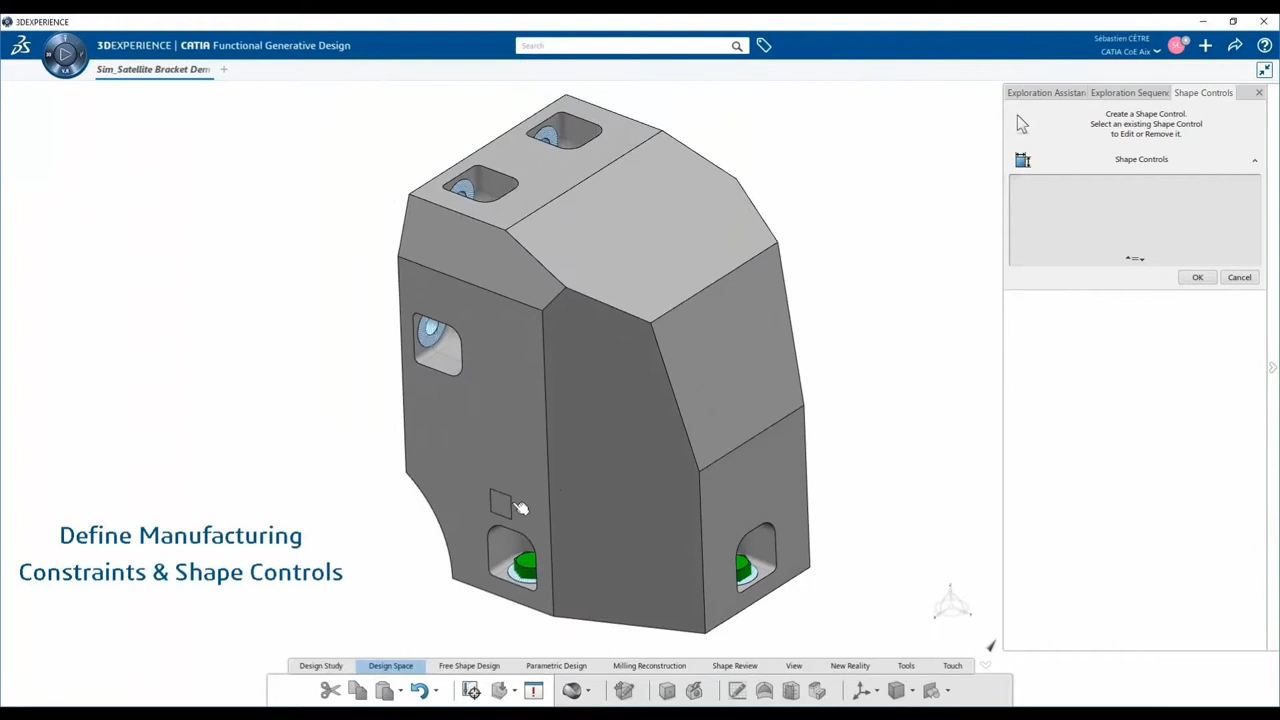 3DEXPERIENCE
3DEXPERIENCE | CATIA Functional Generative Design
Search
Sébastien CÈTRE
CATIA CoE Aix
Sim_Satellite Bracket Dem
Exploration Assistan
Exploration Sequenc
Shape Controls
Create a Shape Control.
Select an existing Shape Control
to Edit or Remove it.
Shape Controls
OK
Cancel
Define Manufacturing
Constraints & Shape Controls
Design Study
Design Space
Free Shape Design
Parametric Design
Milling Reconstruction
Shape Review
View
New Reality
Tools
Touch